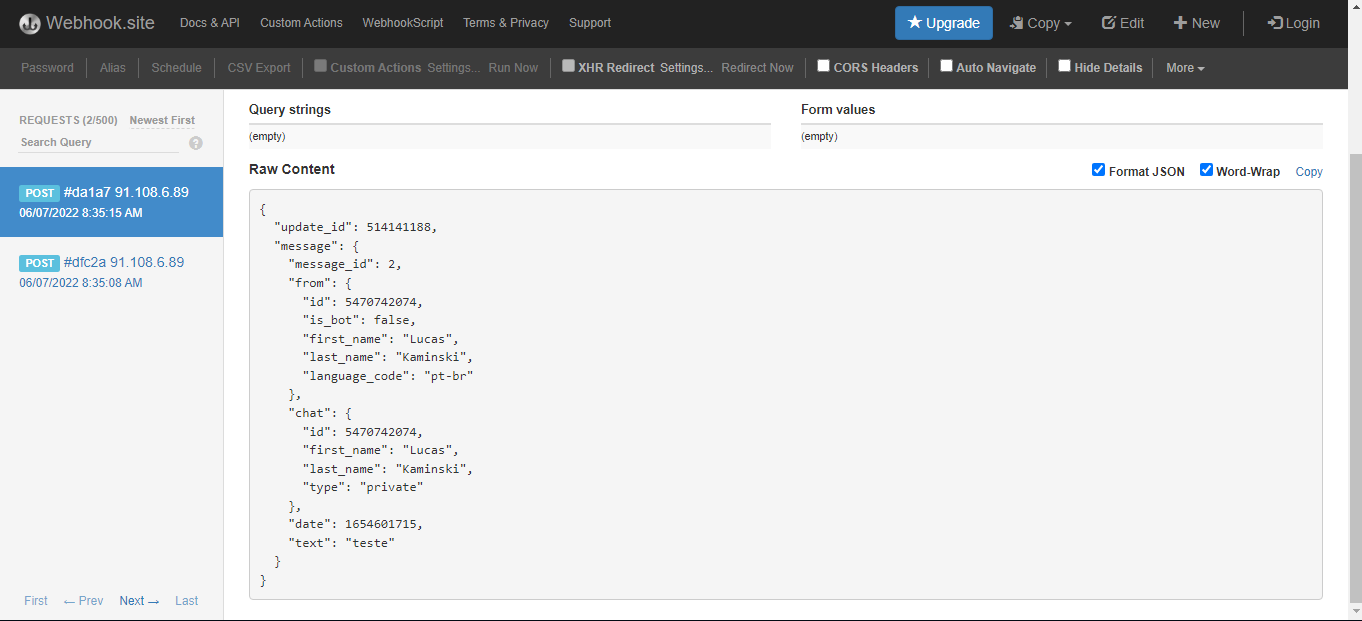 Webhook.site Docs & API Custom Actions WebhookScript Terms & Privacy Support Upgrade Copy Edit New Login
Password Alias Schedule CSV Export Custom Actions Settings... Run Now XHR Redirect Settings... Redirect Now CORS Headers Auto Navigate Hide Details More
REQUESTS (2/500) Newest First
Search Query ?
POST #da1a7 91.108.6.89
06/07/2022 8:35:15 AM
POST #dfc2a 91.108.6.89
06/07/2022 8:35:08 AM
First ← Prev Next → Last
Query strings
(empty)
Form values
(empty)
Raw Content Format JSON Word-Wrap Copy
{
  "update_id": 514141188,
  "message": {
    "message_id": 2,
    "from": {
      "id": 5470742074,
      "is_bot": false,
      "first_name": "Lucas",
      "last_name": "Kaminski",
      "language_code": "pt-br"
    },
    "chat": {
      "id": 5470742074,
      "first_name": "Lucas",
      "last_name": "Kaminski",
      "type": "private"
    },
    "date": 1654601715,
    "text": "teste"
  }
}